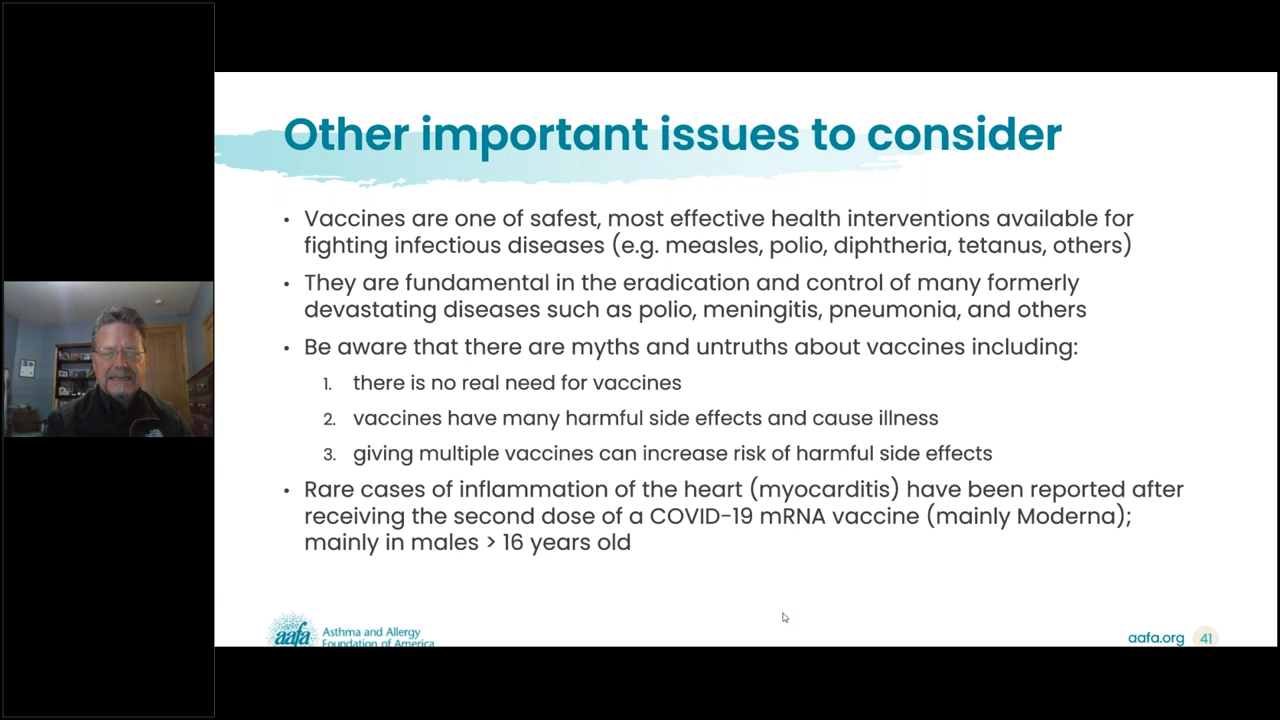 Other important issues to consider
• Vaccines are one of safest, most effective health interventions available for
fighting infectious diseases (e.g. measles, polio, diphtheria, tetanus, others)
• They are fundamental in the eradication and control of many formerly
devastating diseases such as polio, meningitis, pneumonia, and others
• Be aware that there are myths and untruths about vaccines including:
1. there is no real need for vaccines
2. vaccines have many harmful side effects and cause illness
3. giving multiple vaccines can increase risk of harmful side effects
• Rare cases of inflammation of the heart (myocarditis) have been reported after
receiving the second dose of a COVID-19 mRNA vaccine (mainly Moderna);
mainly in males > 16 years old
aafa
Asthma and Allergy
Foundation of America
aafa.org 41